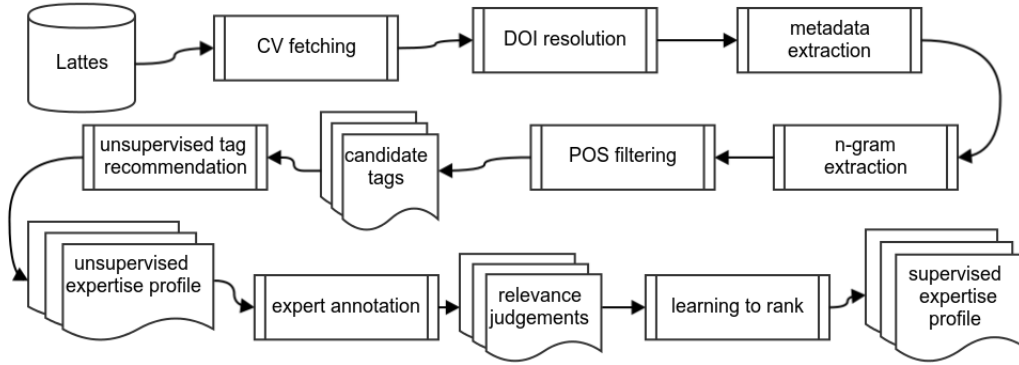 Lattes
CV fetching
DOI resolution
metadata
extraction
n-gram
extraction
POS filtering
candidate
tags
unsupervised tag
recommendation
unsupervised
expertise profile
expert annotation
relevance
judgements
learning to rank
supervised
expertise
profile